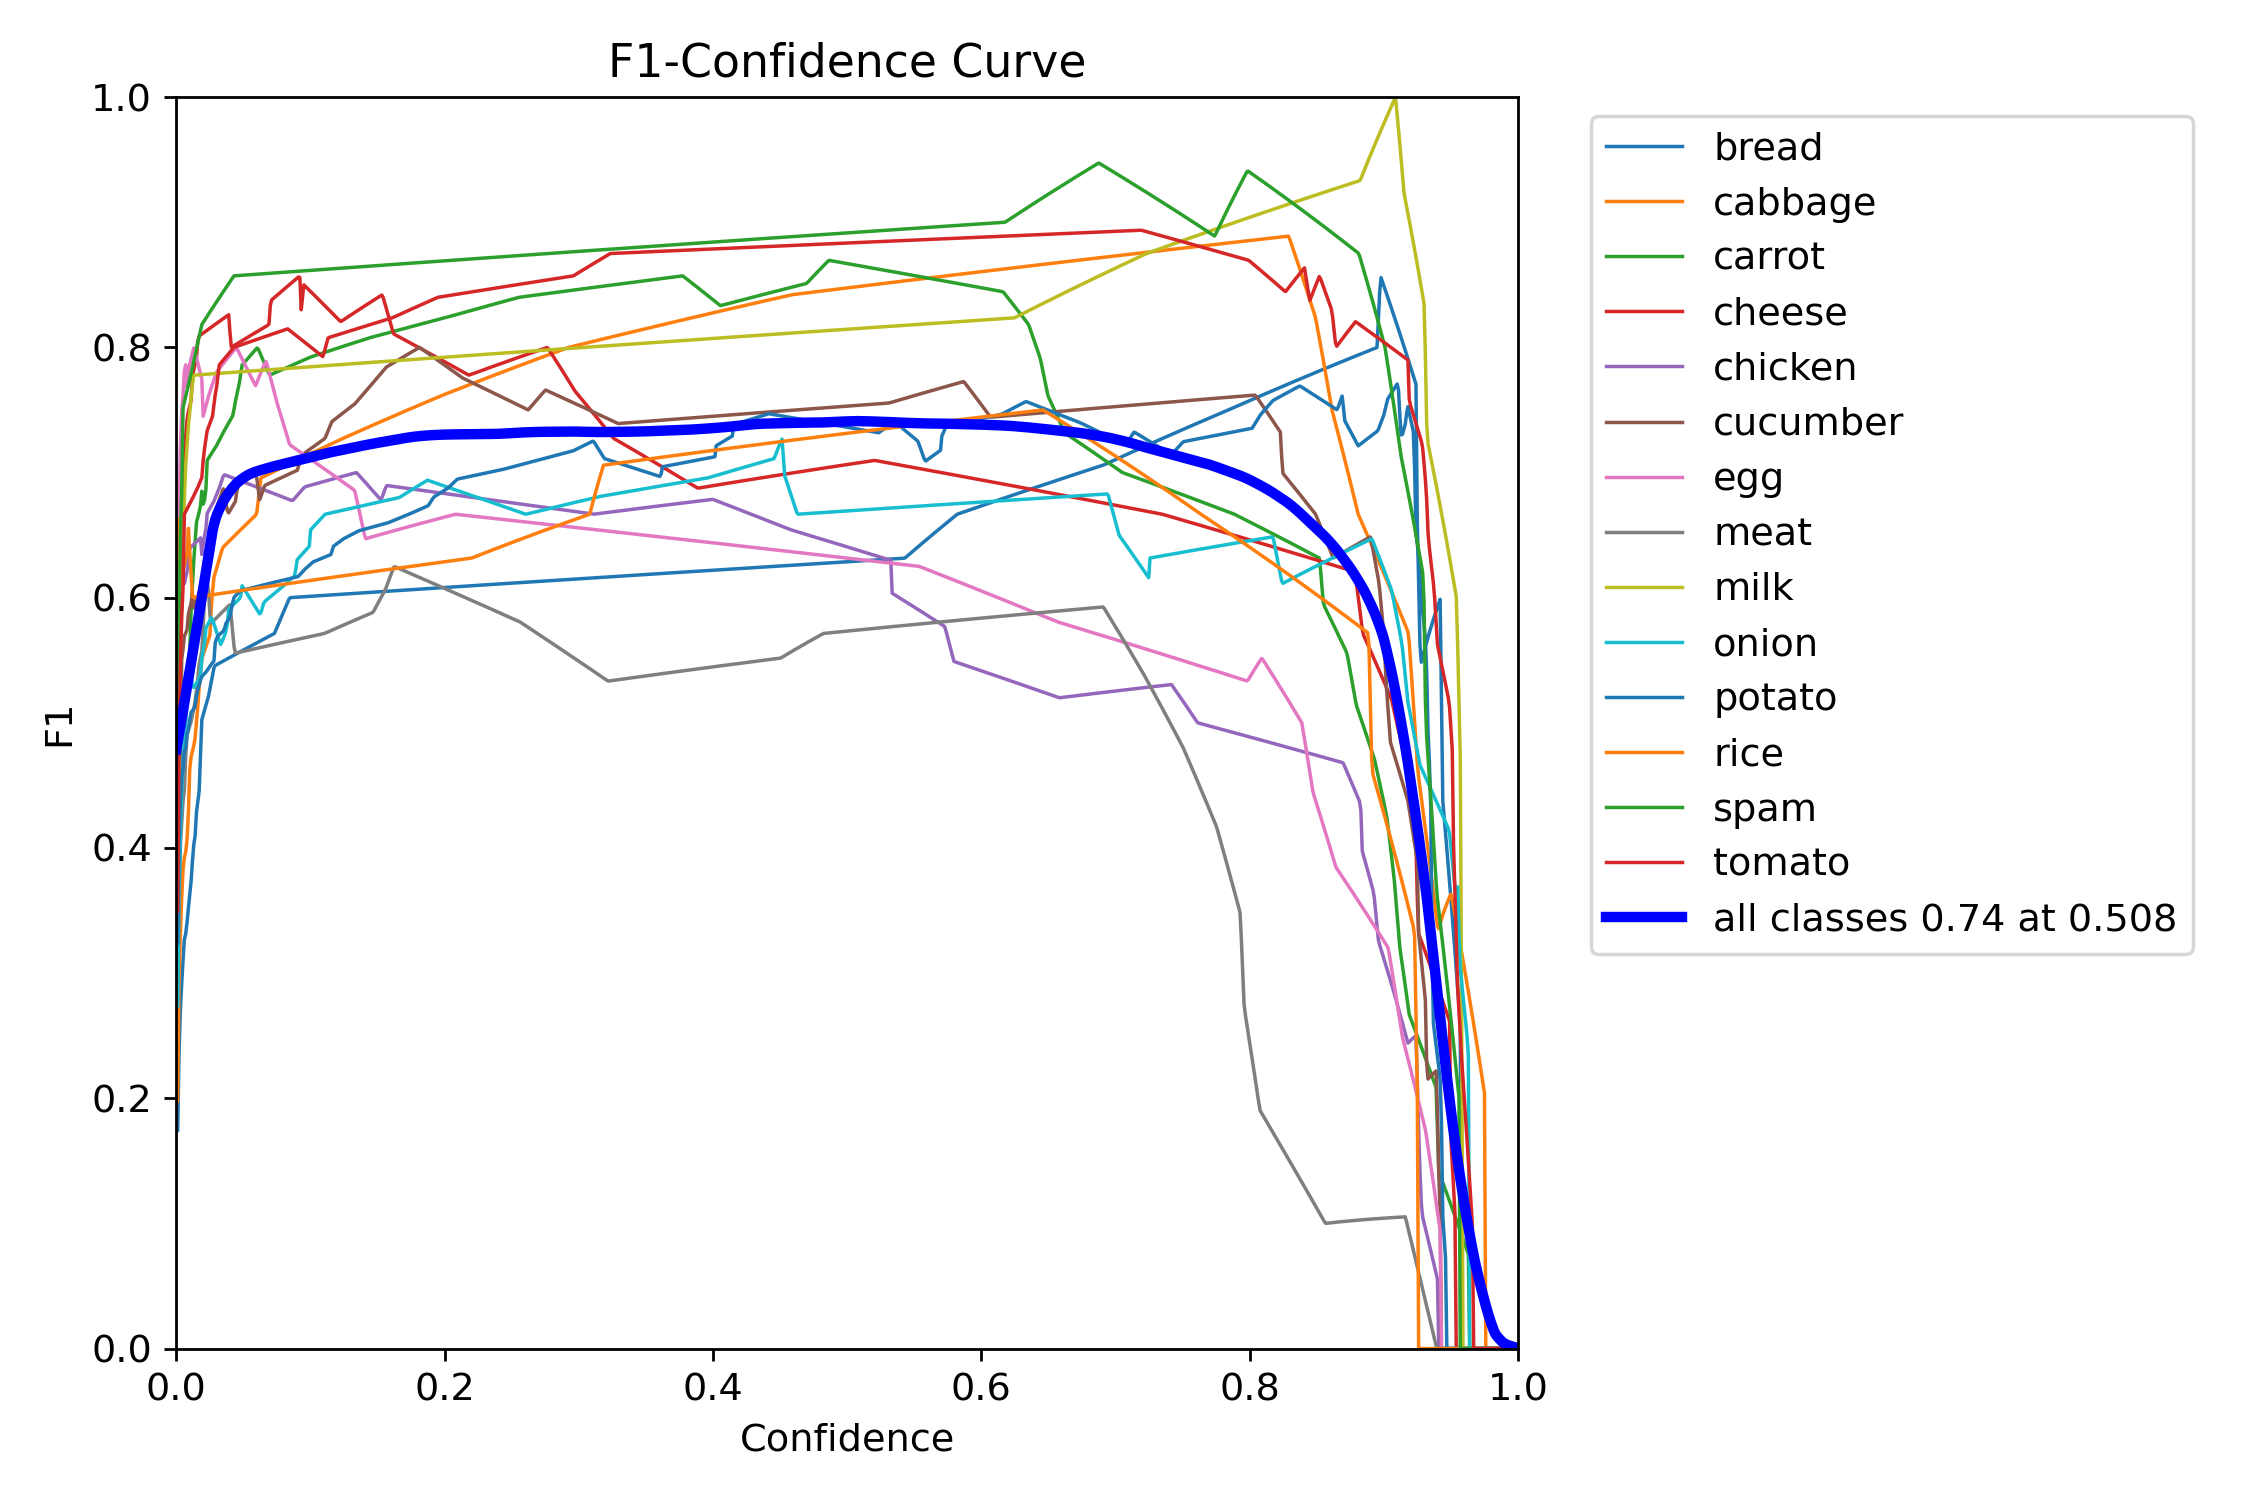 F1-Confidence Curve
1.0
0.8
0.6
0.4
0.2
0.0
F1
0.0 0.2 0.4 0.6 0.8 1.0
Confidence
bread
cabbage
carrot
cheese
chicken
cucumber
egg
meat
milk
onion
potato
rice
spam
tomato
all classes 0.74 at 0.508